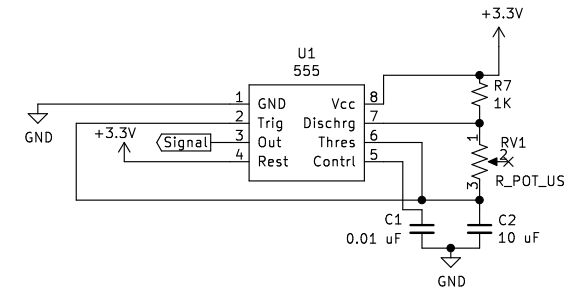 +3.3V
U1
555
1 GND Vcc 8
R7
1K
2 Trig Dischrg 7
GND
+3.3V
3 Out Thres 6
Signal
4 Rest Contrl 5
1
RV1
2
3
R_POT_US
C1
0.01 uF
C2
10 uF
GND